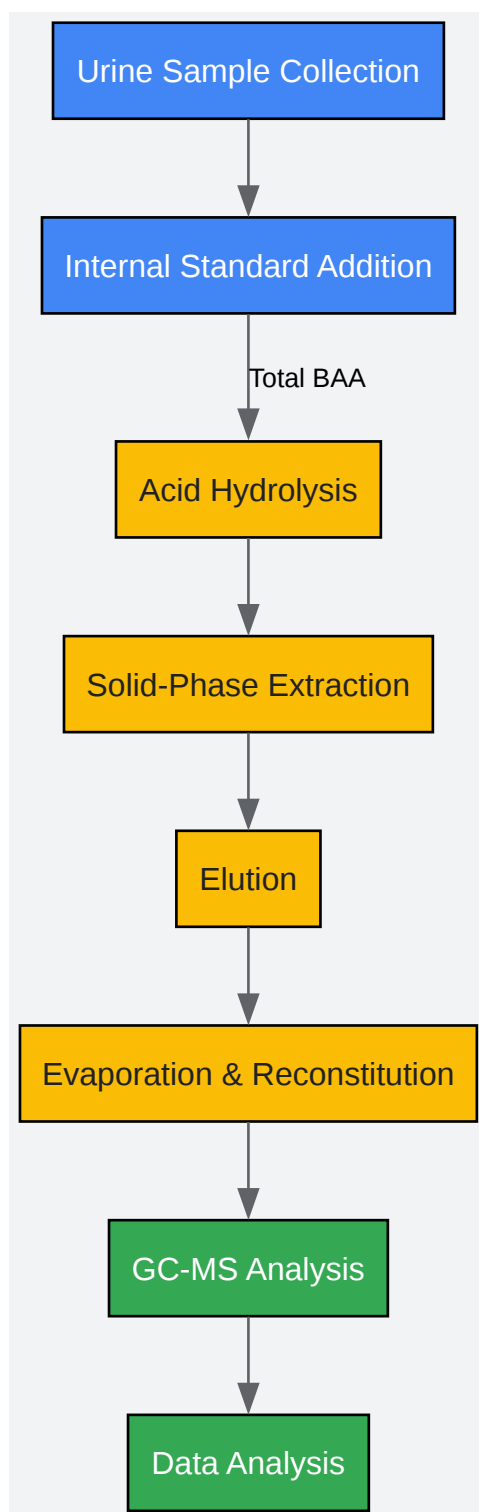 Urine Sample Collection
Internal Standard Addition
Total BAA
Acid Hydrolysis
Solid-Phase Extraction
Elution
Evaporation & Reconstitution
GC-MS Analysis
Data Analysis